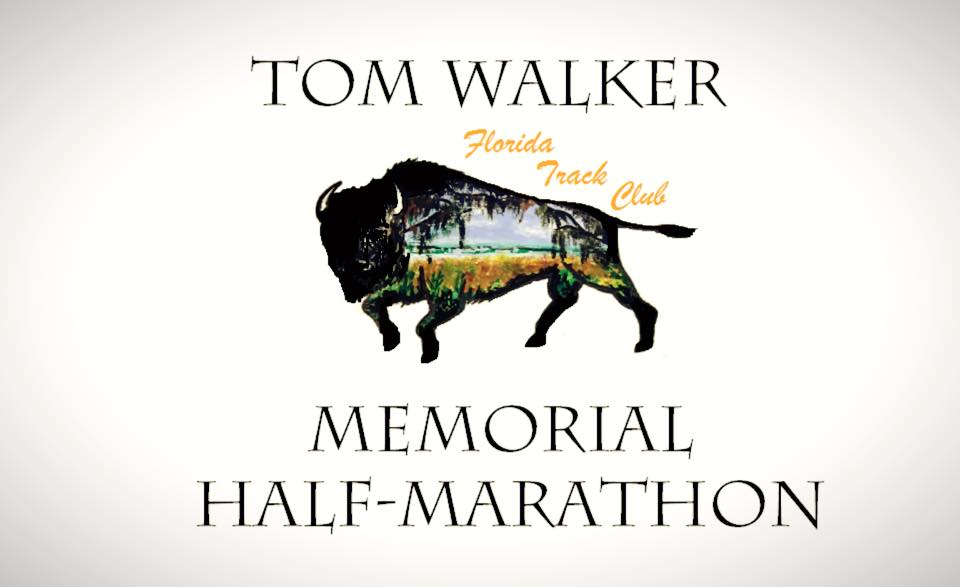 TOM WALKER
Florida
Track
Club
MEMORIAL
HALF-MARATHON